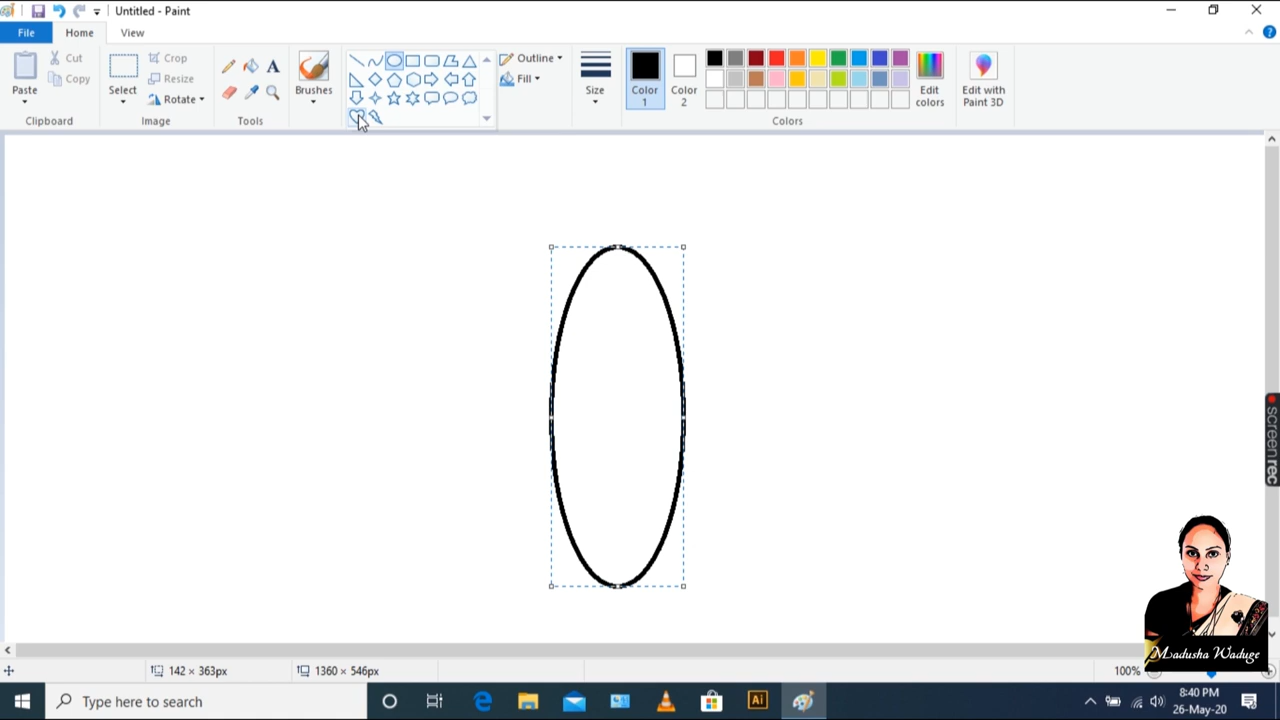 Untitled - Paint
File
Home
View
Paste
Cut
Copy
Clipboard
Select
Crop
Resize
Rotate
Image
A
Tools
Brushes
Outline
Fill
Size
Color 1
Color 2
Edit colors
Edit with Paint 3D
Colors
screenrec
Madusha Waduge
142 × 363px
1360 × 546px
100%
Type here to search
Ai
8:40 PM
26-May-20